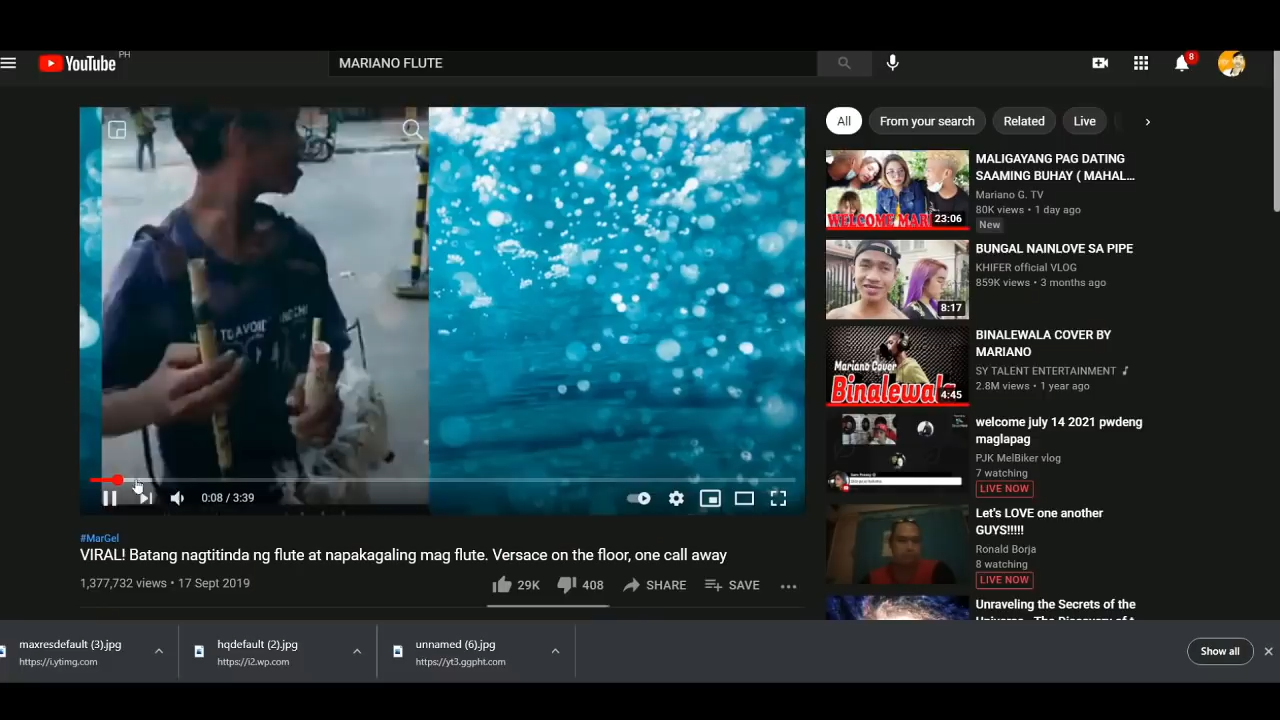 YouTube PH
MARIANO FLUTE
8
All
From your search
Related
Live
TO AVOID
0:08 / 3:39
#MarGel
VIRAL! Batang nagtitinda ng flute at napakagaling mag flute. Versace on the floor, one call away
1,377,732 views • 17 Sept 2019
29K
408
SHARE
SAVE
WELCOME MAR
23:06
MALIGAYANG PAG DATING
SAAMING BUHAY ( MAHAL...
Mariano G. TV
80K views • 1 day ago
New
8:17
BUNGAL NAINLOVE SA PIPE
KHIFER official VLOG
859K views • 3 months ago
Mariano Cover
Binalewala
4:45
BINALEWALA COVER BY
MARIANO
SY TALENT ENTERTAINMENT
2.8M views • 1 year ago
welcome july 14 2021 pwdeng
maglapag
PJK MelBiker vlog
7 watching
LIVE NOW
Let's LOVE one another
GUYS!!!!!
Ronald Borja
8 watching
LIVE NOW
Unraveling the Secrets of the
maxresdefault (3).jpg
https://i.ytimg.com
hqdefault (2).jpg
https://i2.wp.com
unnamed (6).jpg
https://yt3.ggpht.com
Show all